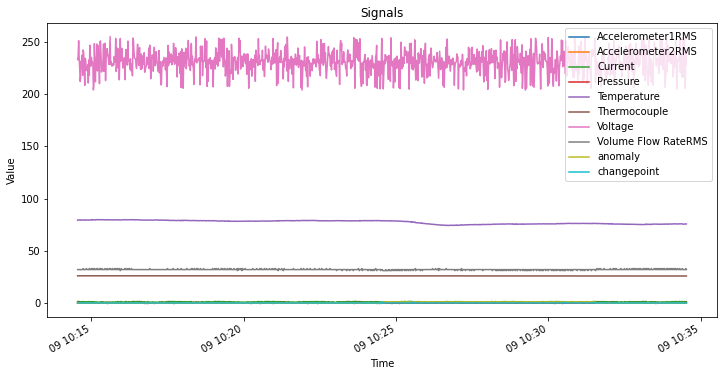 Signals
Value
250
200
150
100
50
0
Accelerometer1RMS
Accelerometer2RMS
Current
Pressure
Temperature
Thermocouple
Voltage
Volume Flow RateRMS
anomaly
changepoint
09 10:15
09 10:20
09 10:25
09 10:30
09 10:35
Time